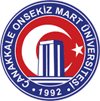 ÇANAKKALE ONSEKİZ MART ÜNİVERSİTESİ
• 1992 •